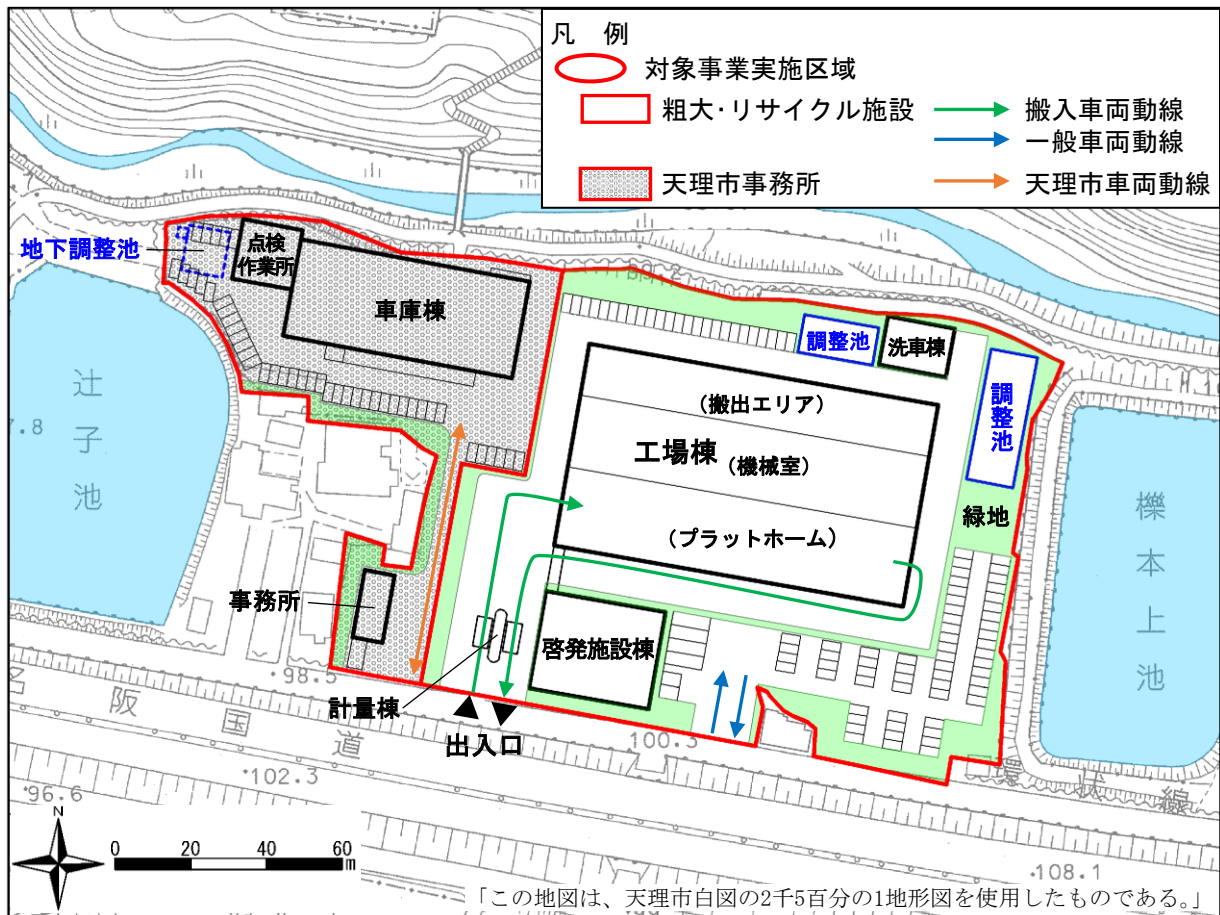 凡 例
対象事業実施区域
粗大・リサイクル施設
搬入車両動線
一般車両動線
天理市事務所
天理市車両動線
地下調整池
点検
作業所
車庫棟
調整池
洗車棟
調整池
(搬出エリア)
工場棟
(機械室)
(プラットホーム)
緑地
辻子池
7.8
櫟本上池
事務所
啓発施設棟
計量棟
出入口
98.5
100.3
名阪国道
環状線
102.3
96.6
108.1
N
0 20 40 60
m
「この地図は、天理市白図の2千5百分の1地形図を使用したものである。」